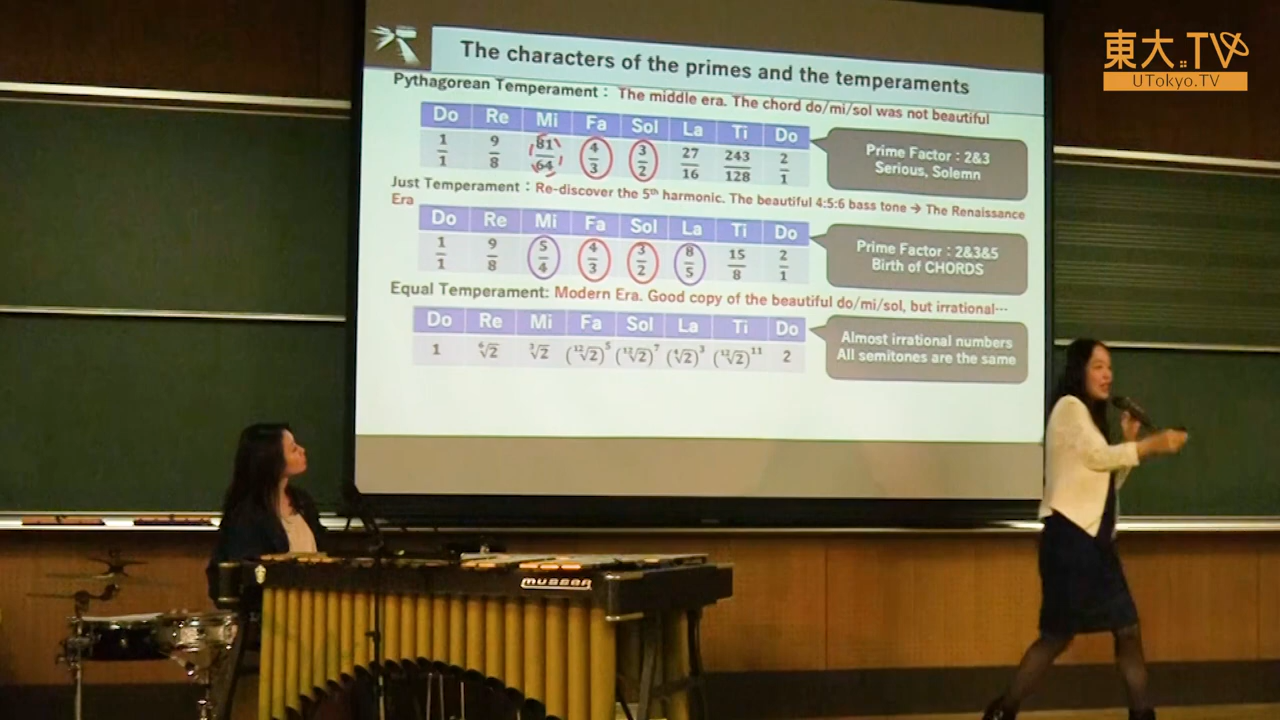 The characters of the primes and the temperaments
東大.TV
UTokyo.TV
Pythagorean Temperament : The middle era. The chord do/mi/sol was not beautiful
Do Re Mi Fa Sol La Ti Do
1/1 9/8 81/64 4/3 3/2 27/16 243/128 2/1
Prime Factor : 2&3
Serious, Solemn
Just Temperament : Re-discover the 5th harmonic. The beautiful 4:5:6 bass tone → The Renaissance
Era
Do Re Mi Fa Sol La Ti Do
1/1 9/8 5/4 4/3 3/2 8/5 15/8 2/1
Prime Factor : 2&3&5
Birth of CHORDS
Equal Temperament: Modern Era. Good copy of the beautiful do/mi/sol, but irrational···
Do Re Mi Fa Sol La Ti Do
1 ⁶√2 ³√2 (¹²√2)⁵ (¹²√2)⁷ (⁴√2)³ (¹²√2)¹¹ 2
Almost irrational numbers
All semitones are the same
musser